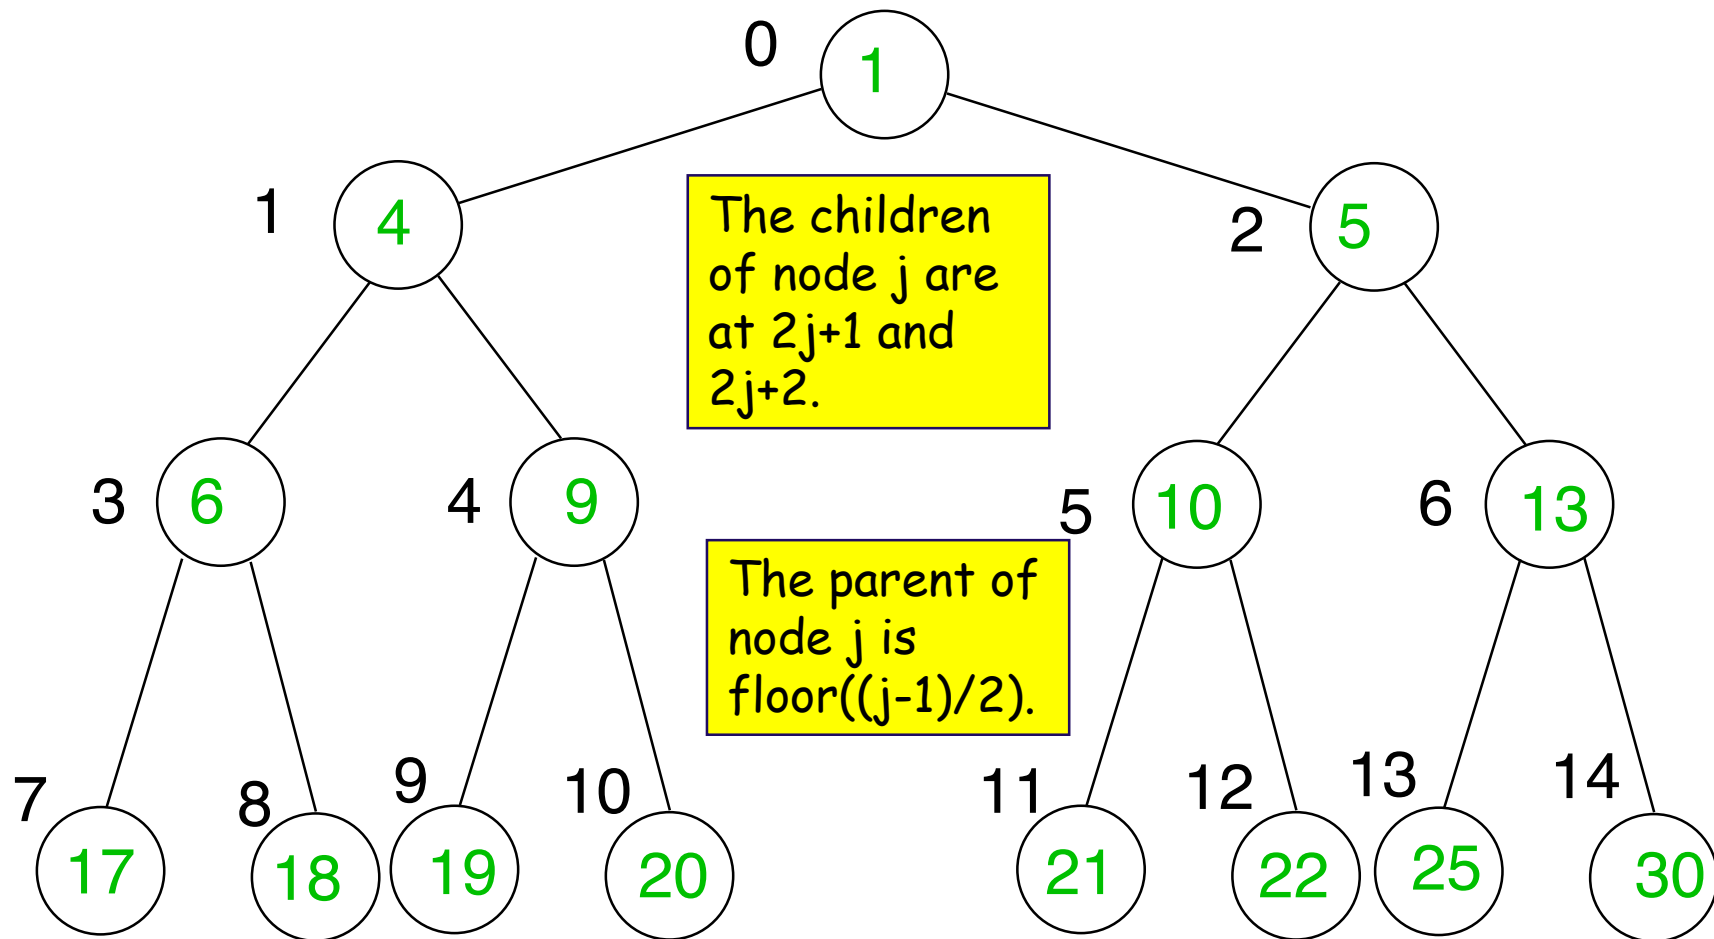 0 1
1 4
2 5
The children
of node j are
at 2j+1 and
2j+2.
3 6
4 9
5 10
6 13
The parent of
node j is
floor((j-1)/2).
7 17
8 18
9 19
10 20
11 21
12 22
13 25
14 30